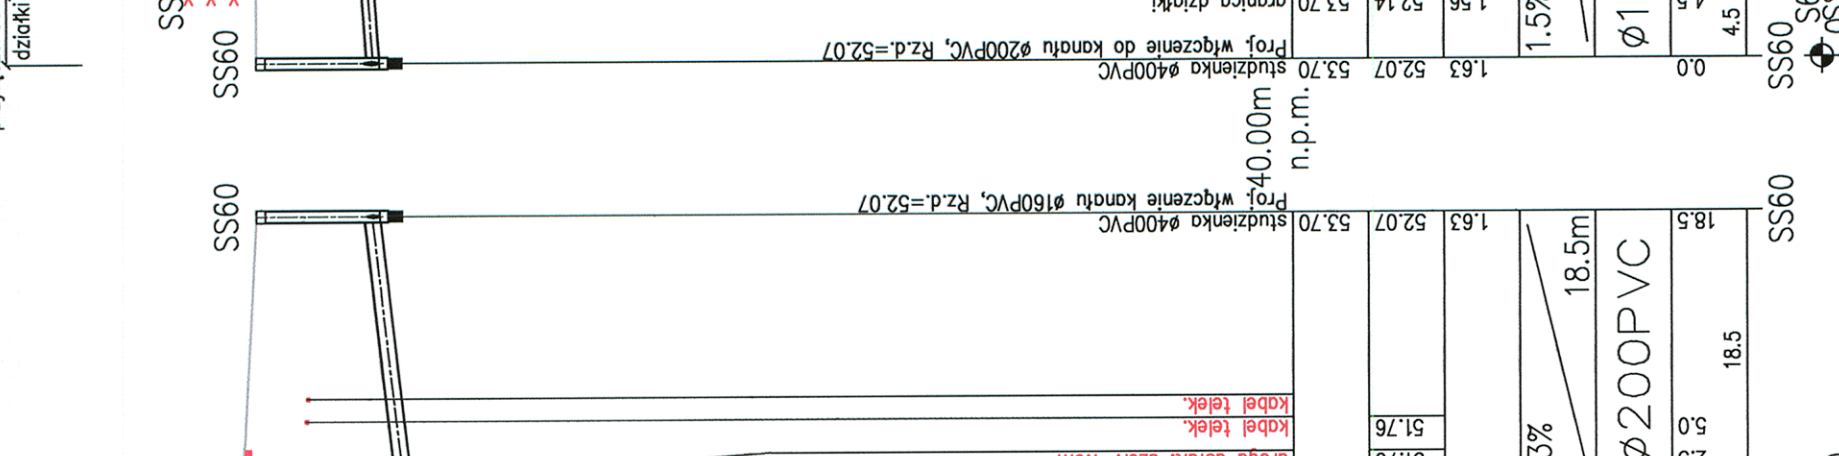 działki
SS60
granica działki 53.70 52.14 1.56
Proj. włączenie do kanału ø200PVC, Rz.d.=52.07
studzienka ø400PVC 53.70 52.07 1.63
0.0
1.5%
4.5
SS60
40.00m
n.p.m.
SS60
Proj. włączenie kanału ø160PVC, Rz.d.=52.07
studzienka ø400PVC 53.70 52.07 1.63
18.5
18.5m
ø200PVC
18.5
SS60
kabel telek.
kabel telek.
51.76
5.0
3%